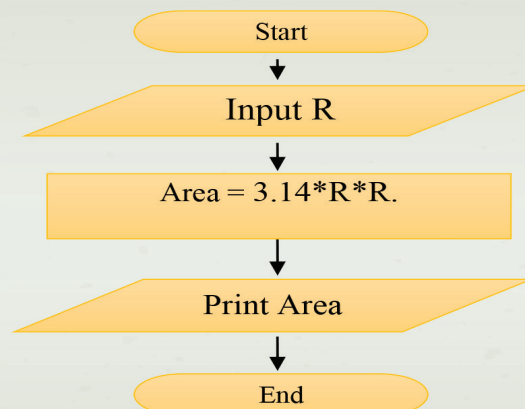 Start
Input R
Area = 3.14*R*R.
Print Area
End